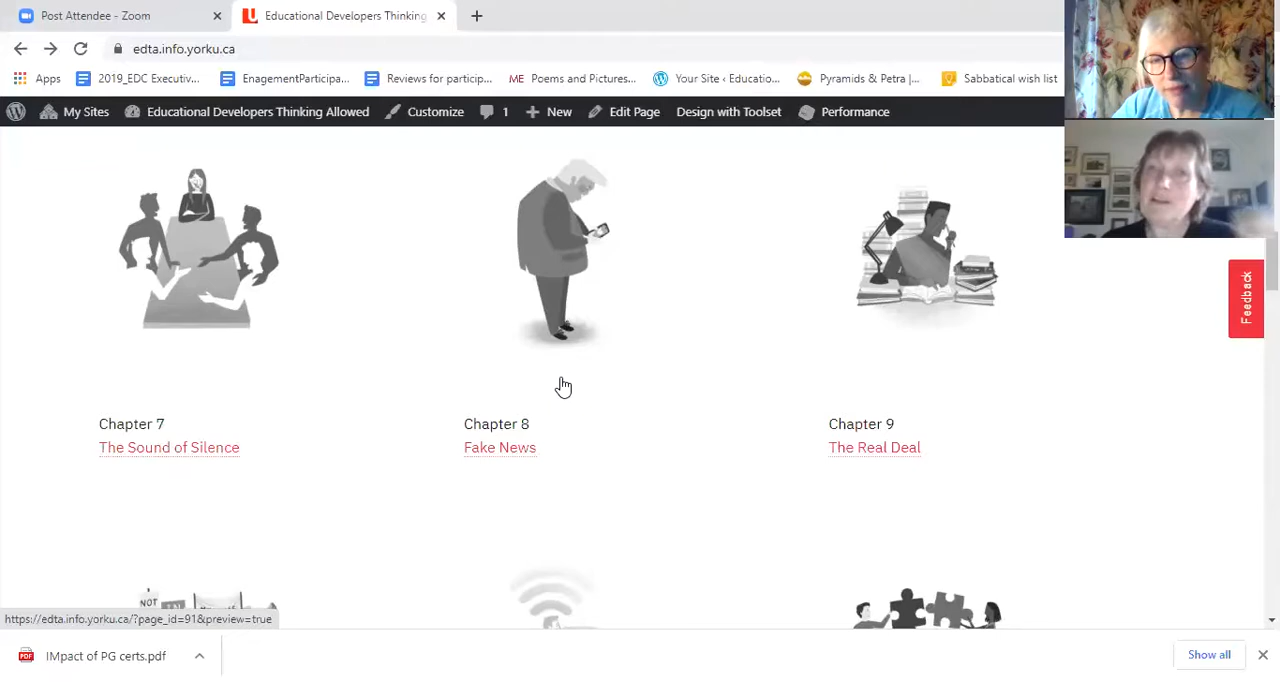 Post Attendee - Zoom
Educational Developers Thinking
edta.info.yorku.ca
Apps
2019_EDC Executiv...
EnagementParticipa...
Reviews for particip...
ME Poems and Pictures...
Your Site ‹ Educatio...
Pyramids & Petra |...
Sabbatical wish list
My Sites
Educational Developers Thinking Allowed
Customize
1
New
Edit Page
Design with Toolset
Performance
Feedback
Chapter 7
The Sound of Silence
Chapter 8
Fake News
Chapter 9
The Real Deal
NOT
IN
https://edta.info.yorku.ca/?page_id=91&preview=true
PDF
IMpact of PG certs.pdf
Show all